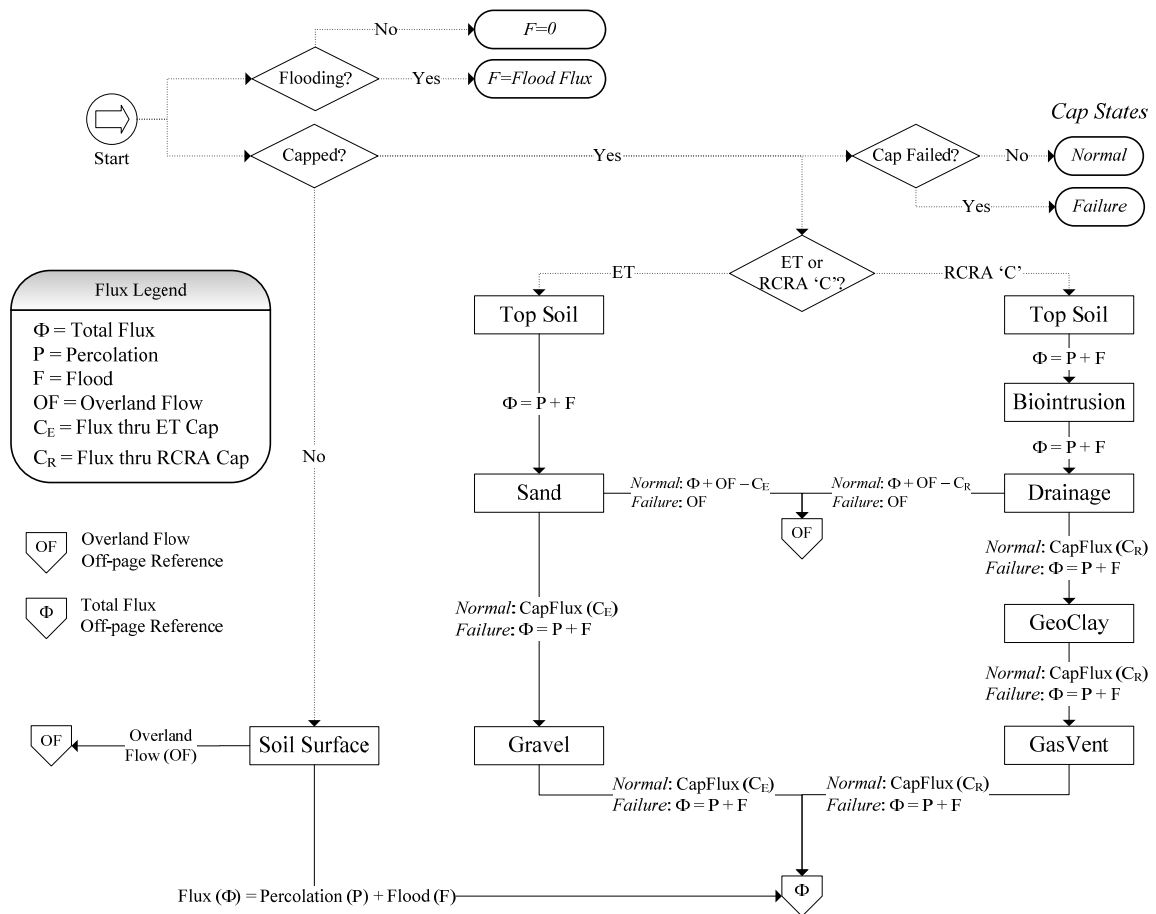 No
F=0
Flooding?
Yes
F=Flood Flux
Start
Capped?
Yes
Cap Failed?
Cap States
No
Normal
Yes
Failure
ET or
RCRA ‘C’?
ET
RCRA ‘C’
Flux Legend
Φ = Total Flux
P = Percolation
F = Flood
OF = Overland Flow
C_E = Flux thru ET Cap
C_R = Flux thru RCRA Cap
OF
Overland Flow
Off-page Reference
Φ
Total Flux
Off-page Reference
No
Top Soil
Φ = P + F
Sand
Normal: Φ + OF – C_E
Failure: OF
OF
Normal: CapFlux (C_E)
Failure: Φ = P + F
Gravel
Normal: CapFlux (C_E)
Failure: Φ = P + F
Top Soil
Φ = P + F
Biointrusion
Φ = P + F
Drainage
Normal: Φ + OF – C_R
Failure: OF
Normal: CapFlux (C_R)
Failure: Φ = P + F
GeoClay
Normal: CapFlux (C_R)
Failure: Φ = P + F
GasVent
Normal: CapFlux (C_R)
Failure: Φ = P + F
OF
Overland
Flow (OF)
Soil Surface
Flux (Φ) = Percolation (P) + Flood (F)
Φ